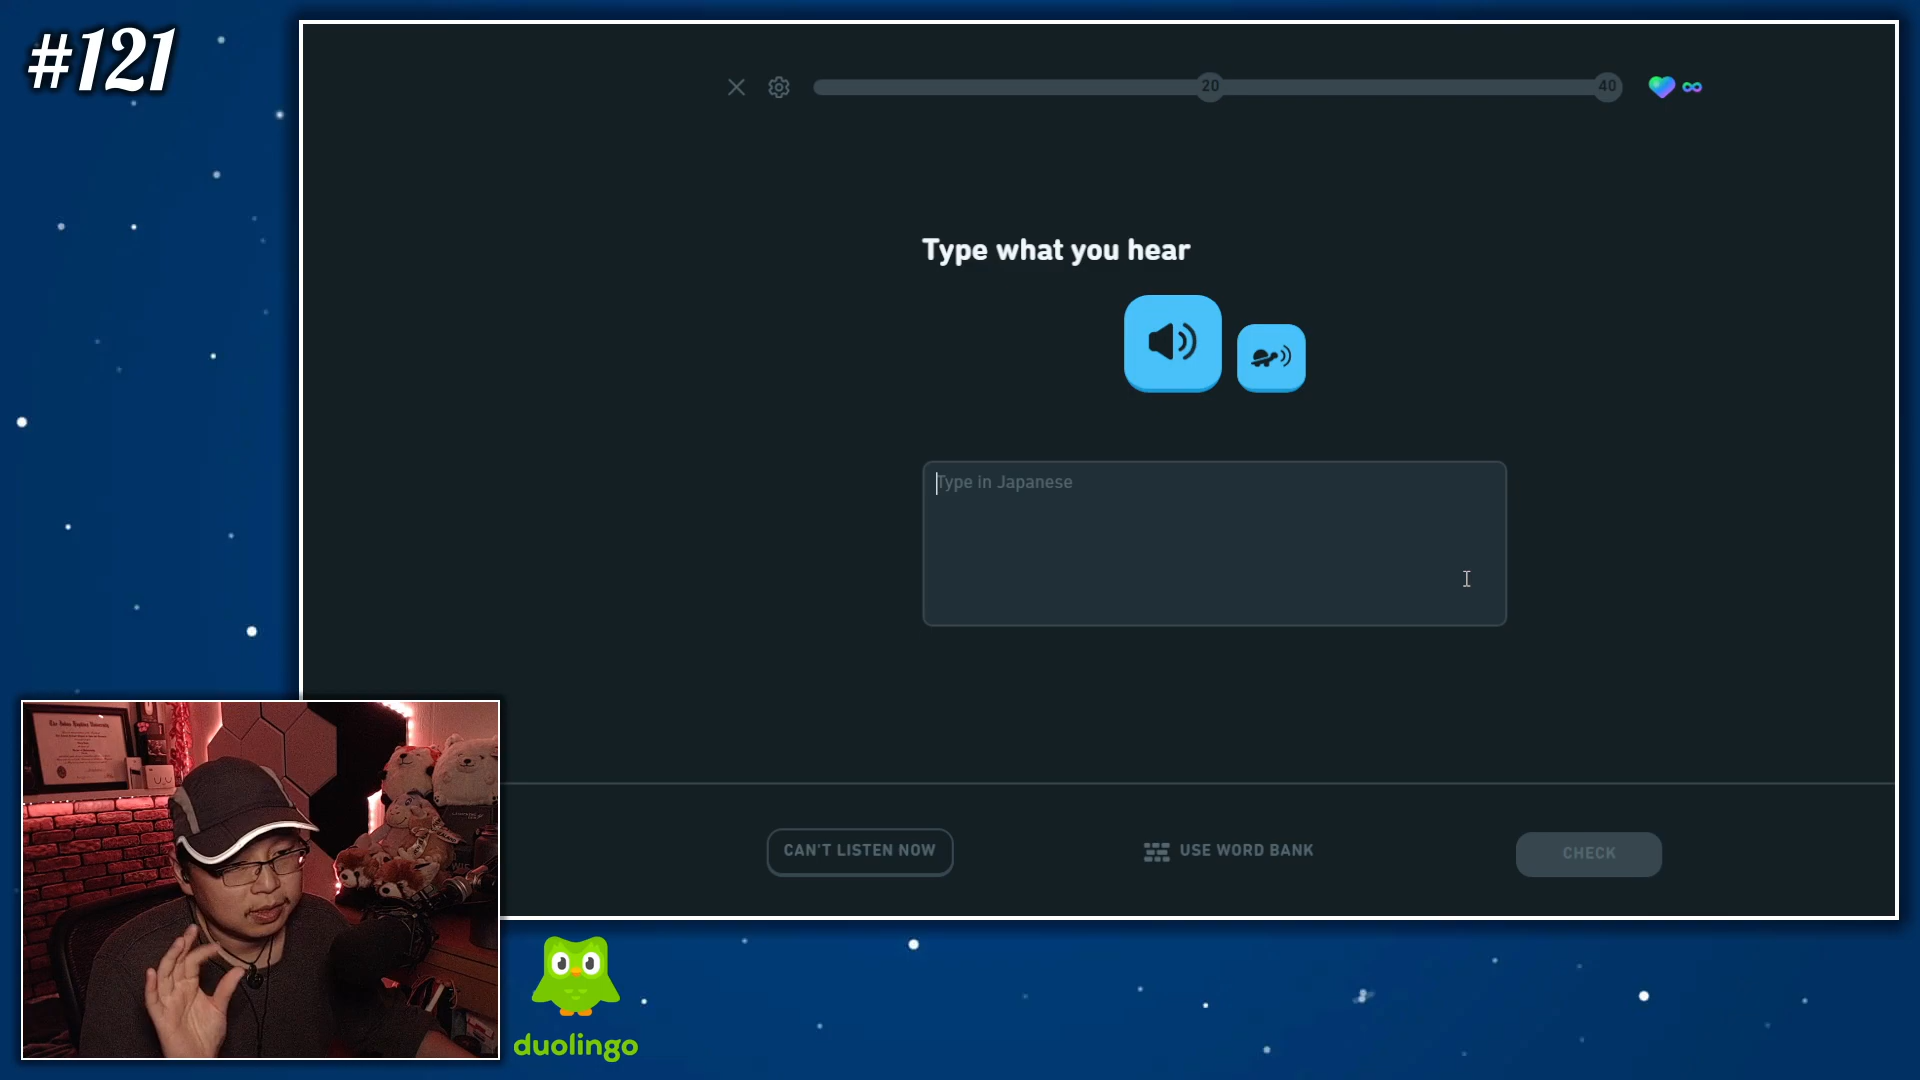 #121
20
40
Type what you hear
Type in Japanese
CAN'T LISTEN NOW
USE WORD BANK
CHECK
duolingo